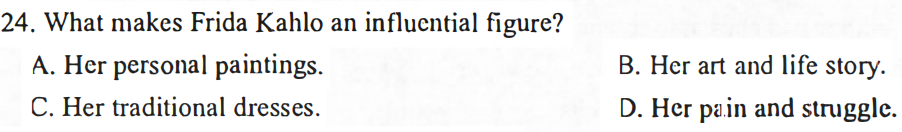 24. What makes Frida Kahlo an influential figure?
A. Her personal paintings. B. Her art and life story.
C. Her traditional dresses. D. Her pain and struggle.